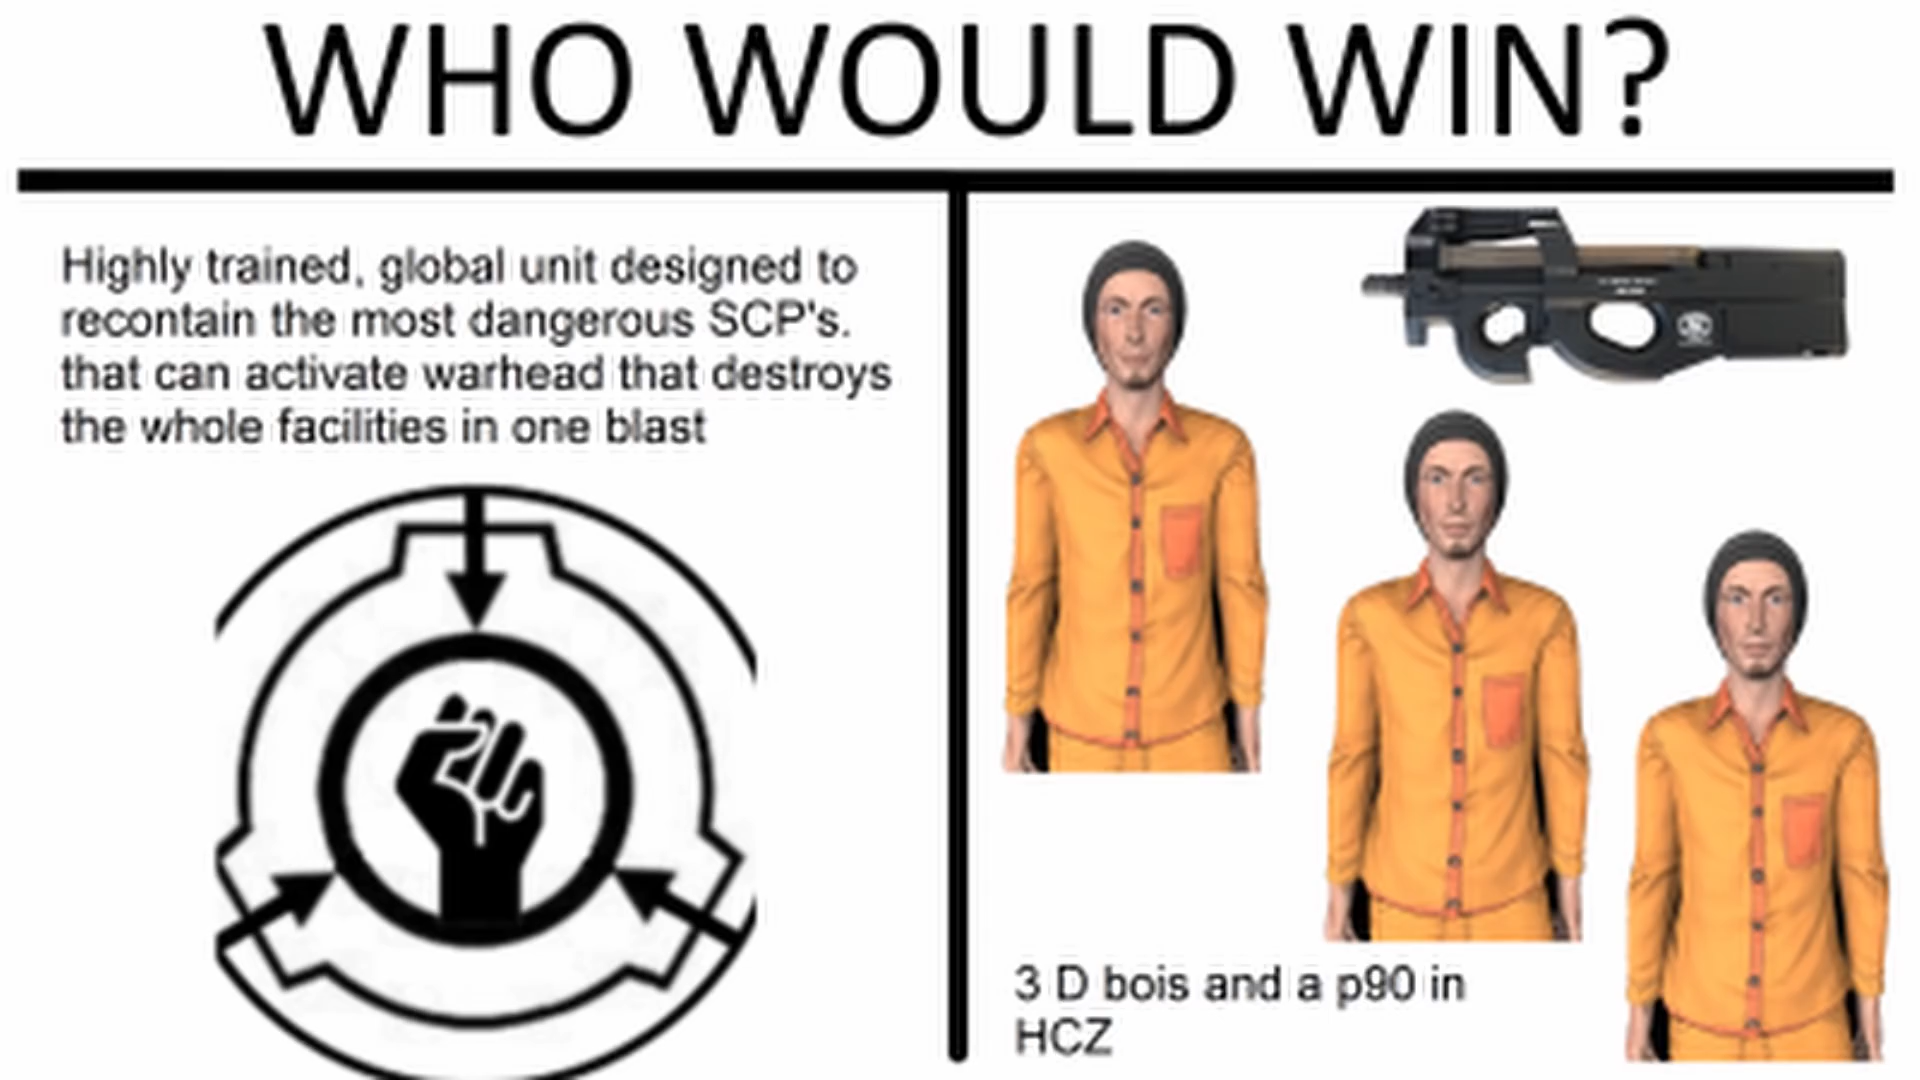 WHO WOULD WIN?
Highly trained, global unit designed to
recontain the most dangerous SCP's.
that can activate warhead that destroys
the whole facilities in one blast
3 D bois and a p90 in
HCZ